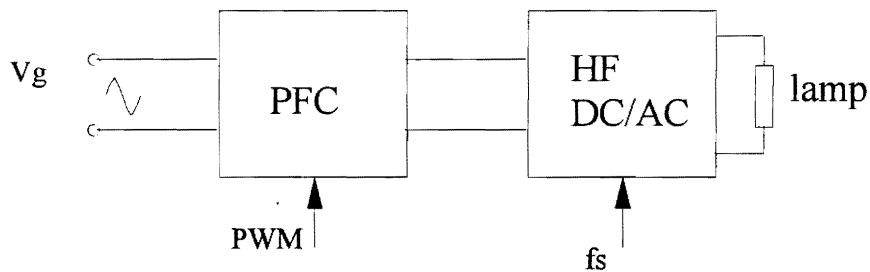 Vg
PFC
HF
DC/AC
lamp
PWM
fs